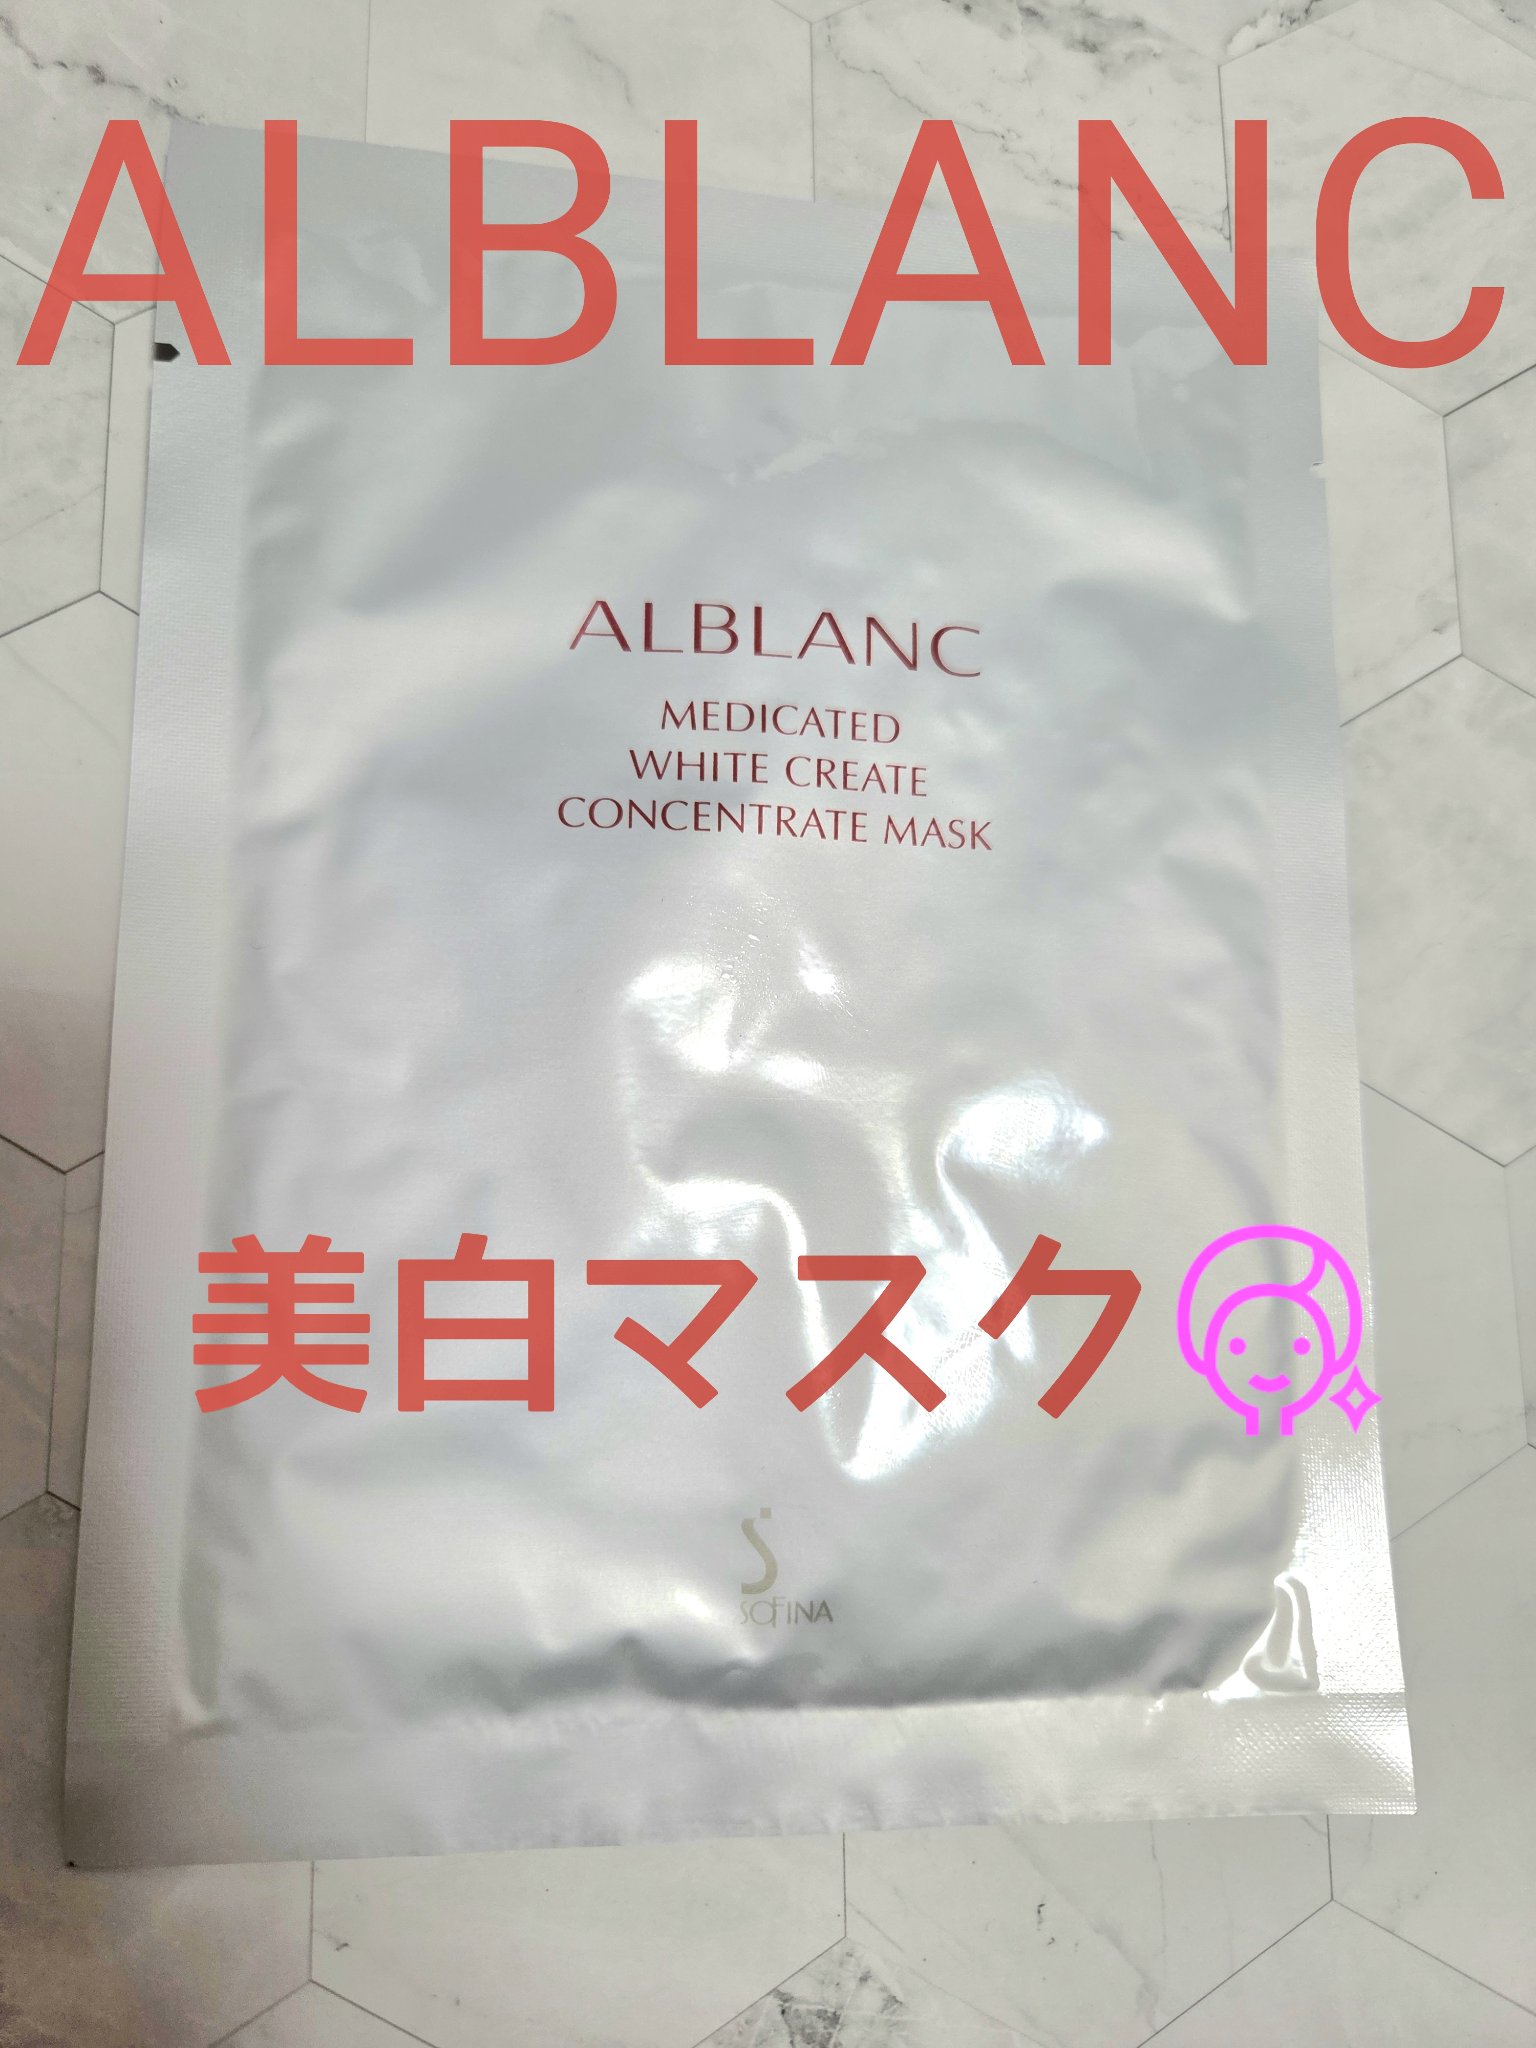 ALBLANC
ALBLANC
MEDICATED
WHITE CREATE
CONCENTRATE MASK
美白マスク
SOFINA